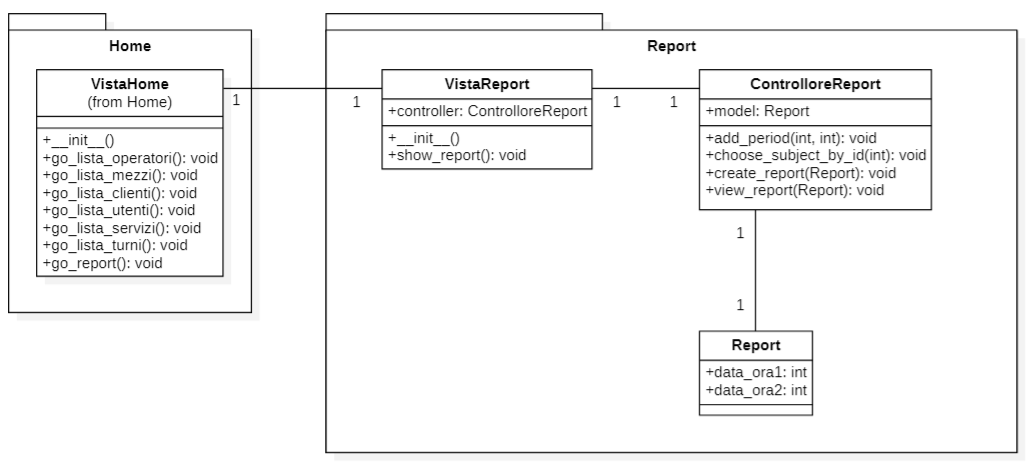 Home
VistaHome
(from Home)
+__init__()
+go_lista_operatori(): void
+go_lista_mezzi(): void
+go_lista_clienti(): void
+go_lista_utenti(): void
+go_lista_servizi(): void
+go_lista_turni(): void
+go_report(): void
1
1
Report
VistaReport
+controller: ControlloreReport
+__init__()
+show_report(): void
1
1
ControlloreReport
+model: Report
+add_period(int, int): void
+choose_subject_by_id(int): void
+create_report(Report): void
+view_report(Report): void
1
1
Report
+data_ora1: int
+data_ora2: int